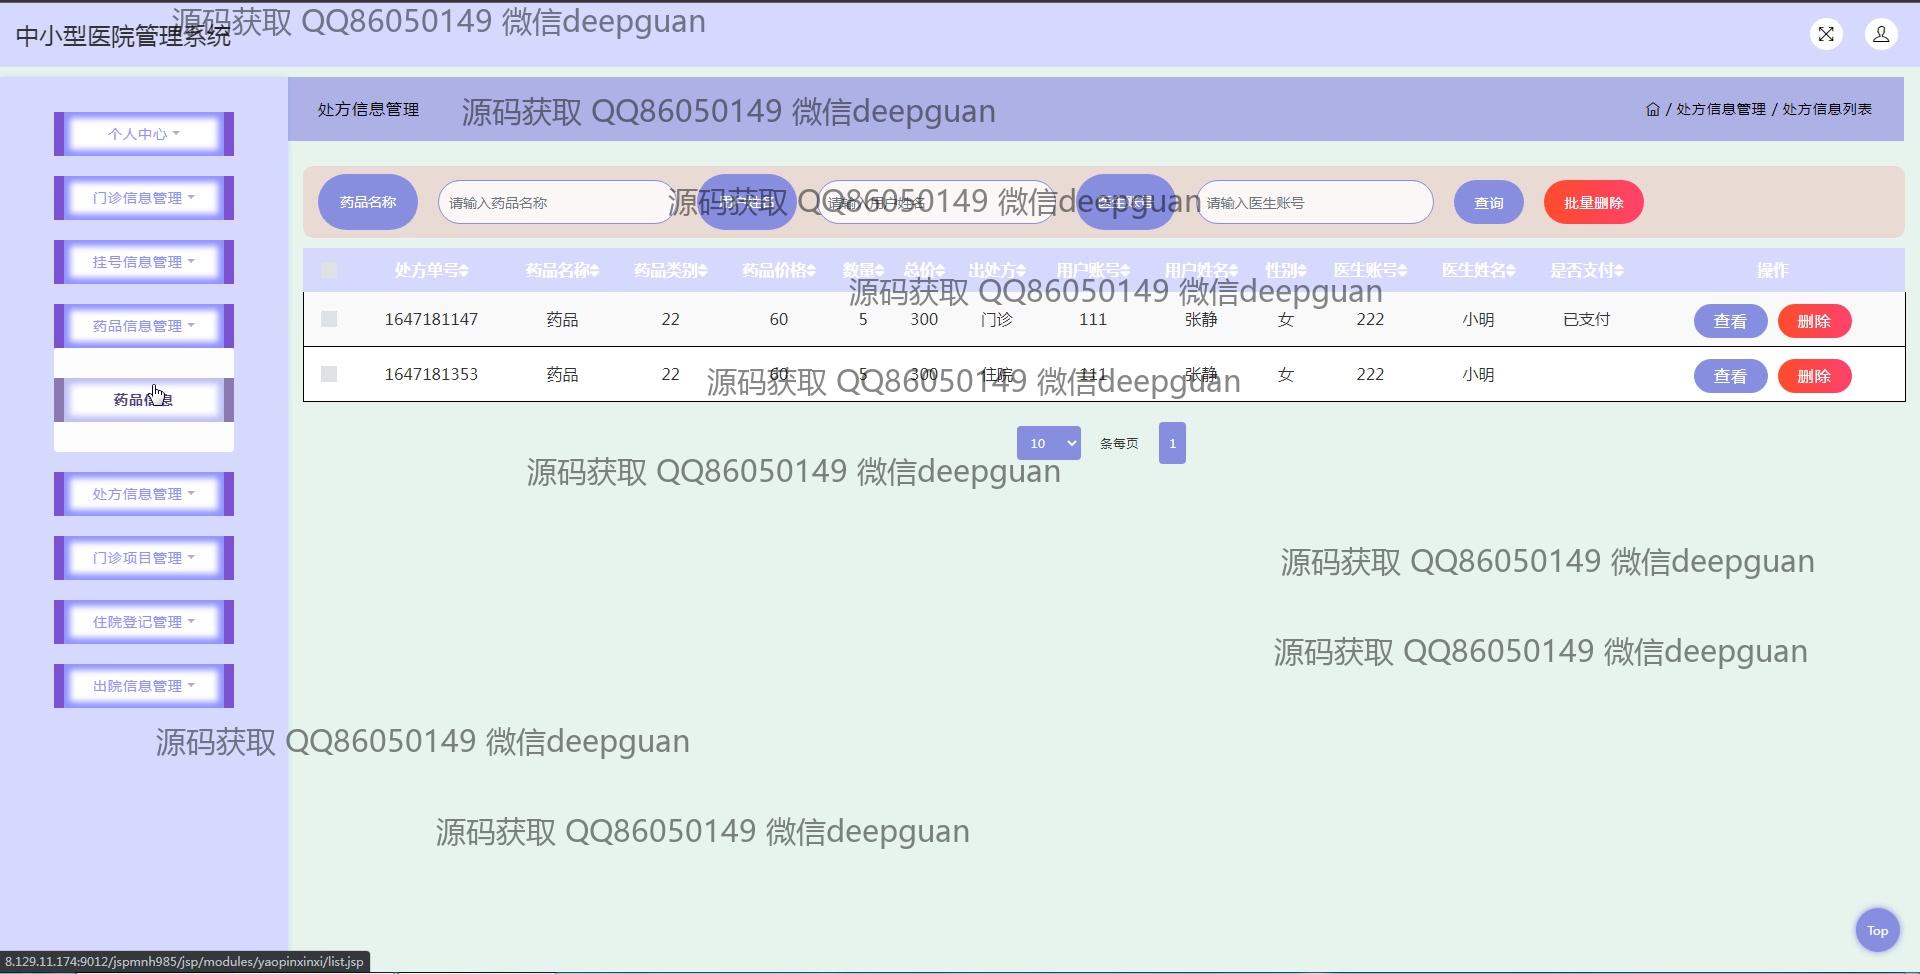 源码获取 QQ86050149 微信deepguan
中小型医院管理系统
个人中心
门诊信息管理
挂号信息管理
药品信息管理
药品信息
处方信息管理
门诊项目管理
住院登记管理
出院信息管理
处方信息管理
源码获取 QQ86050149 微信deepguan
/ 处方信息管理 / 处方信息列表
药品名称 请输入药品名称 用户姓名 请输入用户姓名 医生账号 请输入医生账号 查询 批量删除
源码获取 QQ86050149 微信deepguan
处方单号 药品名称 药品类别 药品价格 数量 总价 出处方 用户账号 用户姓名 性别 医生账号 医生姓名 是否支付 操作
源码获取 QQ86050149 微信deepguan
1647181147 药品 22 60 5 300 门诊 111 张静 女 222 小明 已支付 查看 删除
1647181353 药品 22 60 5 300 住院 111 张静 女 222 小明 查看 删除
源码获取 QQ86050149 微信deepguan
10 条每页 1
源码获取 QQ86050149 微信deepguan
源码获取 QQ86050149 微信deepguan
源码获取 QQ86050149 微信deepguan
源码获取 QQ86050149 微信deepguan
源码获取 QQ86050149 微信deepguan
Top
8.129.11.174:9012/jspmnh985/jsp/modules/yaopinxinxi/list.jsp